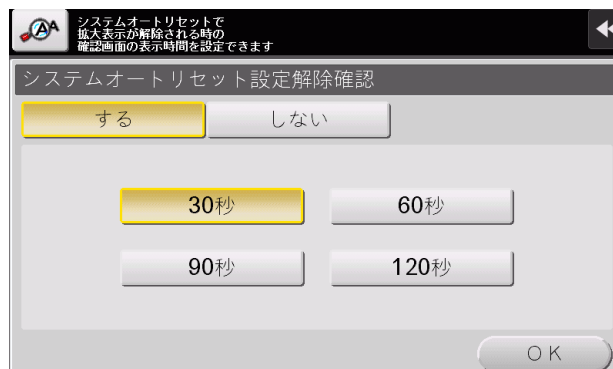 システムオートリセットで
拡大表示が解除される時の
確認画面の表示時間を設定できます
システムオートリセット設定解除確認
する しない
30秒 60秒
90秒 120秒
OK